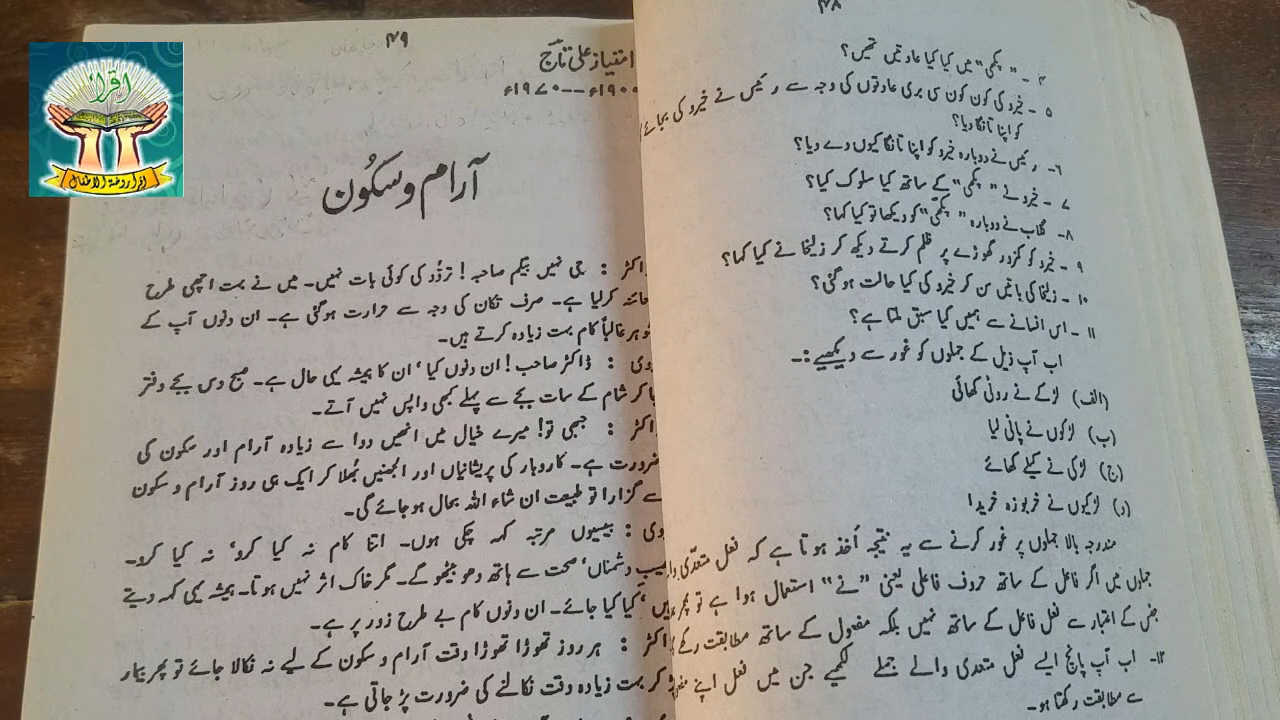 اقرأ
اقرا روضۃ الاطفال
۴۸
۴ - " چکمی" میں کیا کیا عادتیں تھیں؟
۵ - خیرو کی کون کون سی بری عادتوں کی وجہ سے رئیس نے خیرو کی بجائے
کو اپنا تانگا دیا؟
۶- رئیس نے دوبارہ خیرو کو اپنا تانگا کیوں دے دیا؟
۷ - خیرو نے " چکمی" کے ساتھ کیا سلوک کیا؟
۸- گلاب نے دوبارہ " چکمی" کو دیکھا تو کیا کہا؟
۹ - خیرو کو کمزور گھوڑے پر ظلم کرتے دیکھ کر زلیخا نے کیا کہا؟
۱۰ - زلیخا کی باتیں سن کر خیرو کی کیا حالت ہوگئی؟
۱۱ - اس افسانے سے ہمیں کیا سبق ملتا ہے؟
اب آپ ذیل کے جملوں کو غور سے دیکھیے :-
(الف) لڑکے نے روٹی کھائی
(ب) لڑکوں نے پانی پیا
(ج) لڑکی نے کیلے کھائے
(د) لڑکیوں نے خربوزہ خریدا
مندرجہ بالا جملوں پر غور کرنے سے یہ نتیجہ اُخذ ہوتا ہے کہ فعل متعدّی وا
جملوں میں اگر فاعل کے ساتھ حروف فاعلی یعنی "نے" استعمال ہوا ہے تو پھر
جنس کے اعتبار سے فعل فاعل کے ساتھ نہیں بلکہ مفعول کے ساتھ مطابقت رکھے
۱۲- اب آپ پانچ ایسے فعل متعدی والے جملے لکھیے جن میں فعل اپنے مفعو
سے مطابقت رکھتا ہو۔
۴۹
امتیاز علی تاج
۱۹۰۰ء--۱۹۷۰ء
آرام و سکُون
ڈاکٹر : جی نہیں بیگم صاحبہ! تردُّد کی کوئی بات نہیں۔ میں نے بہت اچھی طرح
معائنہ کرلیا ہے۔ صرف تکان کی وجہ سے حرارت ہوگئی ہے۔ ان دنوں آپ کے
شوہر غالباً کام بہت زیادہ کرتے ہیں۔
بیوی : ڈاکٹر صاحب! ان دنوں کیا، ان کا ہمیشہ یہی حال ہے۔ صبح دس بجے دفتر
جا کر شام کے سات بجے سے پہلے کبھی واپس نہیں آتے۔
ڈاکٹر : جبھی تو! میرے خیال میں انھیں دوا سے زیادہ آرام اور سکون کی
ضرورت ہے۔ کاروبار کی پریشانیاں اور الجھنیں بُھلا کر ایک ہی روز آرام و سکون
سے گزارا تو طبیعت ان شاء اللہ بحال ہوجائے گی۔
بیوی : بیسیوں مرتبہ کہہ چکی ہوں۔ اتنا کام نہ کیا کرو، نہ کیا کرو۔
نصیب دشمناں، صحت سے ہاتھ دھو بیٹھو گے۔ مگر خاک اثر نہیں ہوتا۔ ہمیشہ یہی کہہ دیتے
ہیں، کیا کیا جائے۔ ان دنوں کام بے طرح زور پر ہے۔
ڈاکٹر : ہر روز تھوڑا تھوڑا وقت آرام و سکون کے لیے نہ نکالا جائے تو پھر بیمار
ہو کر بہت زیادہ وقت نکالنے کی ضرورت پڑ جاتی ہے۔